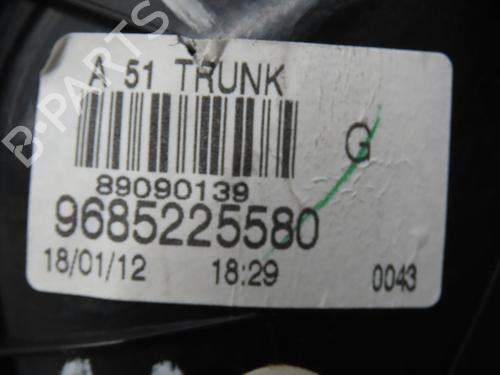 A 51 TRUNK
G
89090139
9685225580
18/01/12 18:29 0043
B-PARTS